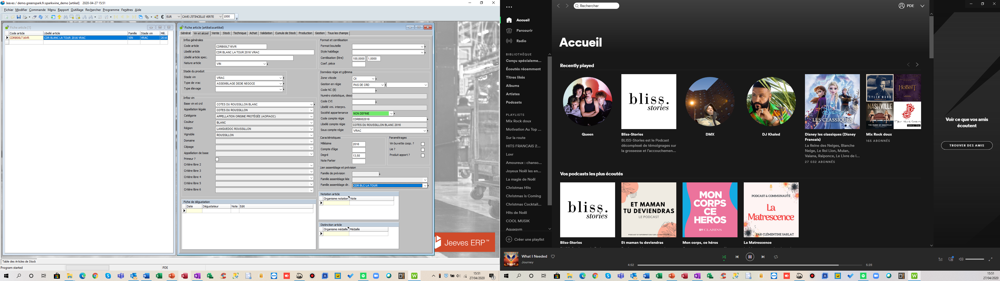 Jeeves / demo.greenspark.fr.sparkwine_demo [artikel] 2020-04-27 15:51
Fichier Modifier Commande Menu Rapport Outillage Rechercher Programme Fenêtres Aide
EUR CAVE L'ETINCELLE VERTE 1000
Fiche article [1]
Code article Libellé article Famille Stade vin Mill.
CDRB00LT16VR CDR BLANC LA TOUR 2016 VRAC VIN VRAC 2016
Fiche article (artikel:a:artikel)
Général Vin et alcool Vente Stock Technique Achat Validation Cumuls de Stock Production Gestion Tous les champs
Infos générales
Code article CDRB00LT16VR
Libellé article CDR BLANC LA TOUR 2016 VRAC
Libellé article spec.
Nature article VIN
Stade du produit
Stade vin VRAC
Type de vrac ASSEMBLAGE DEDIE NEGOCE
Type élevage
Infos vin
Base vin et crd COTES DU ROUSSILLON BLANC
Appellation légale COTES DU ROUSSILLON
Catégorie APPELLATION ORIGINE PROTÉGÉE (AOP/AOC)
Couleur BLANC
Région LANGUEDOC ROUSSILLON
Vignoble ROUSSILLON
Domaine
Cépage
Appellation de base
Primeur ?
Critère libre 2
Critère libre 3
Critère libre 4
Critère libre 5
Critère libre 6
Fiche de dégustation
Date Dégustateur Note Edit
Format et centilisation
Format bouteille
Style habillage
Centilisation (litre) 100,0000 1,0000
Coef. pièce
Données régie et g@mma
Zone viticole CII
Gestion en régie PAS DE CRD
Code NC (8)
Numéro statistique, descr
Code CVI
Libellé vini. interpro.
Société appartenance NON DEFINIE
Code compte régie CDRB002016
Libellé compte régie COTES DU ROUSSILLON BLANC 2016
Sous compte régie VRAC
Caractéristiques
Millésime 2016
Compte d'âge
Degré 13,50
Note Parker
Paramétrages
Vin buvette coop. ?
Lie ?
Produit apport ?
Lien assemblage et prévision
Famille de prévision
Famille assemblage liée
Famille assemblage dir. CDR BLC LA TOUR
Notation article
Organisme notation Note
Distinction article
Organisme médaille Médaille
Jeeves ERP™
Table des Articles de Stock
Program started PDE
15:51
27/04/2020
Rechercher
PDE
Accueil
Parcourir
Radio
BIBLIOTHÈQUE
Conçu spécialeme...
Écoutés récemment
Titres likés
Albums
Artistes
Podcasts
PLAYLISTS
Mix Rock doux
Motivation Au Top ...
Sur la route
HITS FRANCAIS 2...
Lovr
Amoureux : chanso...
Joyeux Noël les en...
La magie de Noël
Christmas Hits
Christmas is Coming
Christmas Cocktail...
Hits de Noël
COOL MUSIK
Aquagym
Créer une playlist
Accueil
Recently played
bliss.
stories
Disney
LES CLASSIQUES
TYLER WARD
HONESTLY
HOBBIT
NASHVILLE
Tyler Ward Covers
Queen
Bliss-Stories
BLISS-Stories est le Podcast
décomplexé de témoignages sur
la grossesse et l'accouchemen...
DMX
DJ Khaled
Disney les classiques (Disney
Francais)
La Reine des Neiges, Blanche
Neige, Le Roi Lion, Mulan,
Vaiana, Raiponce, Le Livre de l...
27 032 ABONNÉS
Mix Rock doux
165 ABONNÉS
Vos podcasts les plus écoutés
bliss.
stories
ET MAMAN
TU DEVIENDRAS
LE PODCAST
PODCAST D'INFORMATION SUR LA MATERNITÉ
MON
CORPS
CE
HEROS
BY CLARINS
PODCAST & COMMUNAUTÉ
La
Matrescence
PAR CLÉMENTINE SARLAT
Bliss-Stories
Et maman tu deviendras
Mon corps, ce héros
La Matrescence
Voir ce que vos amis
écoutent
TROUVER DES AMIS
What I Needed
Journey
4:52
5:28
15:51
27/04/2020